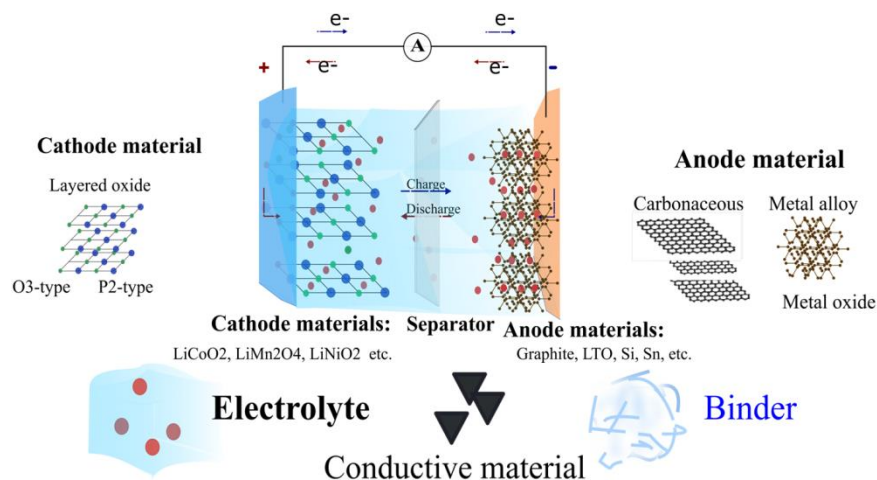 e-
e-
A
+
e-
e-
-
Cathode material
Layered oxide
O3-type
P2-type
Charge
Discharge
Anode material
Carbonaceous
Metal alloy
Metal oxide
Cathode materials:
LiCoO2, LiMn2O4, LiNiO2 etc.
Separator
Anode materials:
Graphite, LTO, Si, Sn, etc.
Electrolyte
Conductive material
Binder